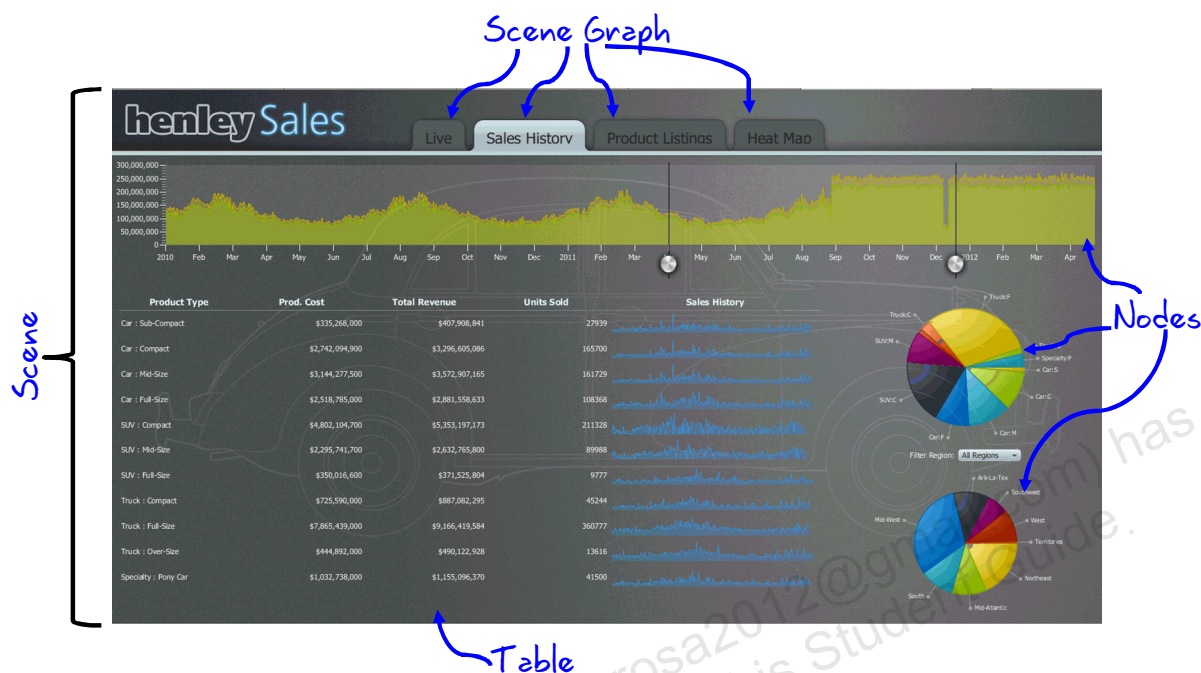 Scene Graph
henley Sales
Live Sales History Product Listings Heat Map
300,000,000
250,000,000
200,000,000
150,000,000
100,000,000
50,000,000
0
2010 Feb Mar Apr Jun Jul Aug Sep Oct Nov Dec 2011 Feb Mar May Jun Jul Aug Sep Oct Nov Dec 2012 Feb Mar Apr
Nodes
Scene
Product Type Prod. Cost Total Revenue Units Sold Sales History
Car : Sub-Compact $335,268,000 $407,908,841 27939
Car : Compact $2,742,094,900 $3,296,605,086 165700
Car : Mid-Size $3,144,277,500 $3,572,907,165 161729
Car : Full-Size $2,518,785,000 $2,881,558,633 108368
SUV : Compact $4,802,104,700 $5,353,197,173 211328
SUV : Mid-Size $2,295,741,700 $2,632,765,800 89988
SUV : Full-Size $350,016,600 $371,525,804 9777
Truck : Compact $725,590,000 $887,082,295 45244
Truck : Full-Size $7,865,439,000 $9,166,419,584 360777
Truck : Over-Size $444,892,000 $490,122,928 13616
Specialty : Pony Car $1,032,738,000 $1,155,096,370 41500
Truck:F
Truck:C
SUV:M
Specialty:P
Car:S
SUV:C
Car:C
Car:M
Car:F
Filter Region: All Regions
Ark-La-Tex
Southwest
Mid-West
West
Territories
Northeast
South
Mid-Atlantic
Table
) has